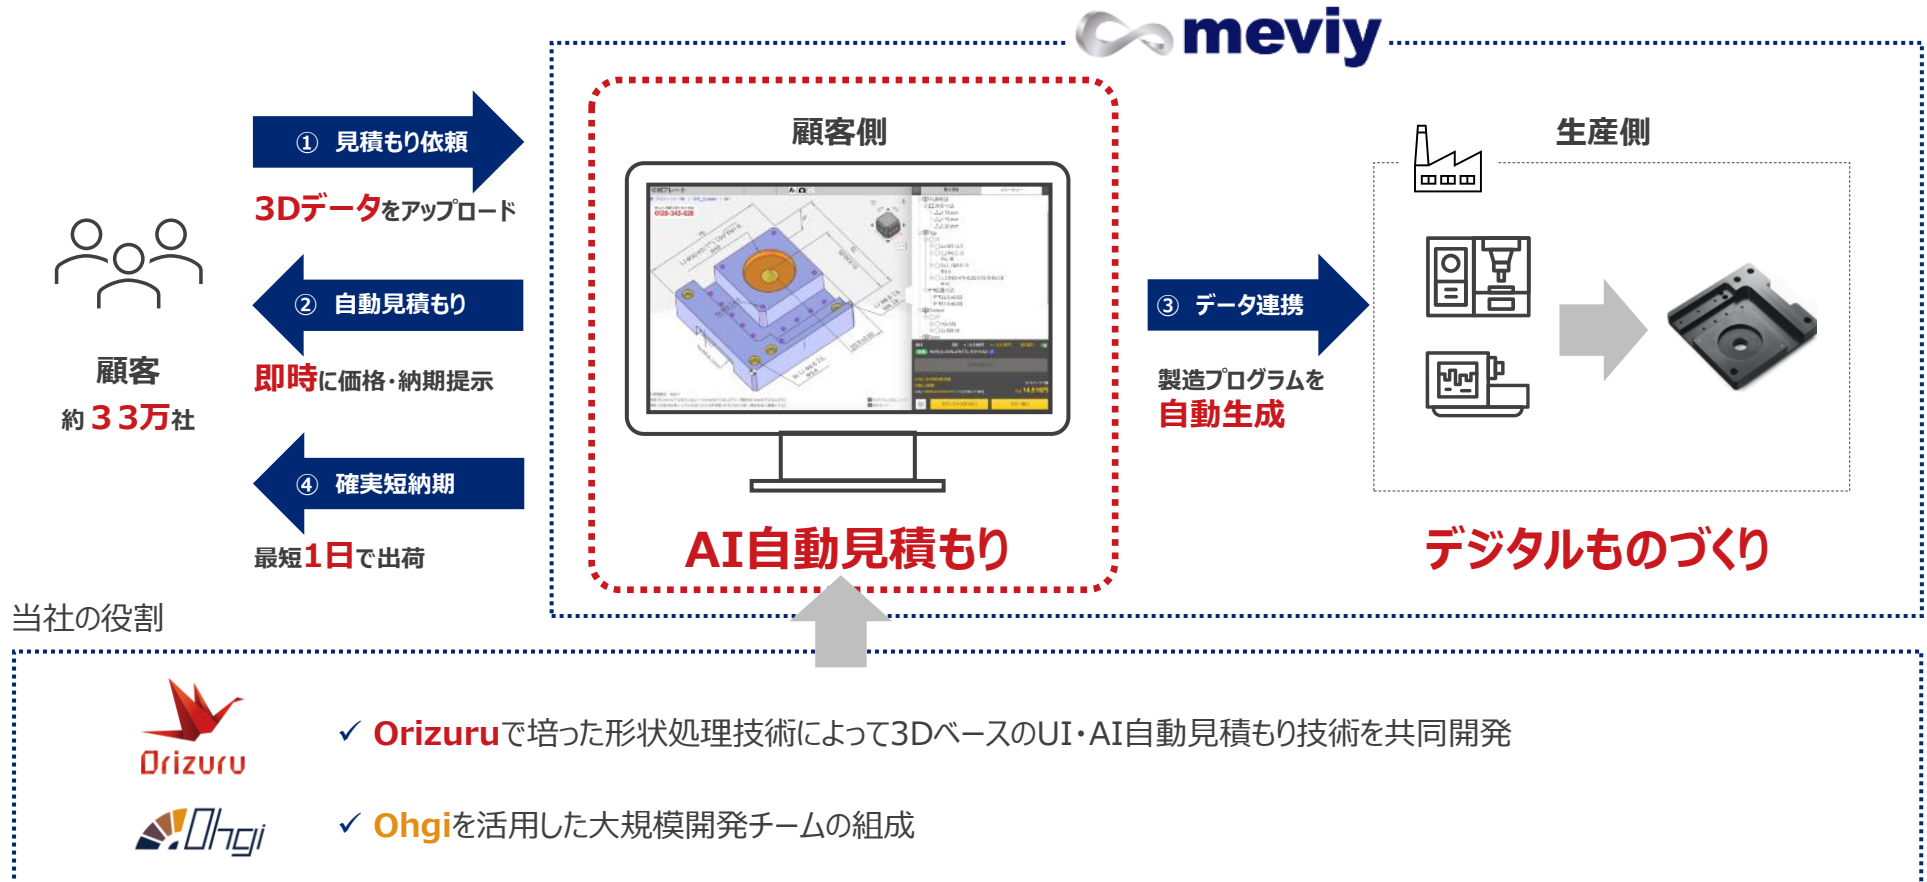 meviy
① 見積もり依頼
3Dデータをアップロード
② 自動見積もり
即時に価格・納期提示
④ 確実短納期
最短1日で出荷
顧客
約33万社
顧客側
0120-343-626
AI自動見積もり
③ データ連携
製造プログラムを
自動生成
生産側
デジタルものづくり
当社の役割
Orizuru
✓ Orizuruで培った形状処理技術によって3DベースのUI・AI自動見積もり技術を共同開発
Ohgi
✓ Ohgiを活用した大規模開発チームの組成